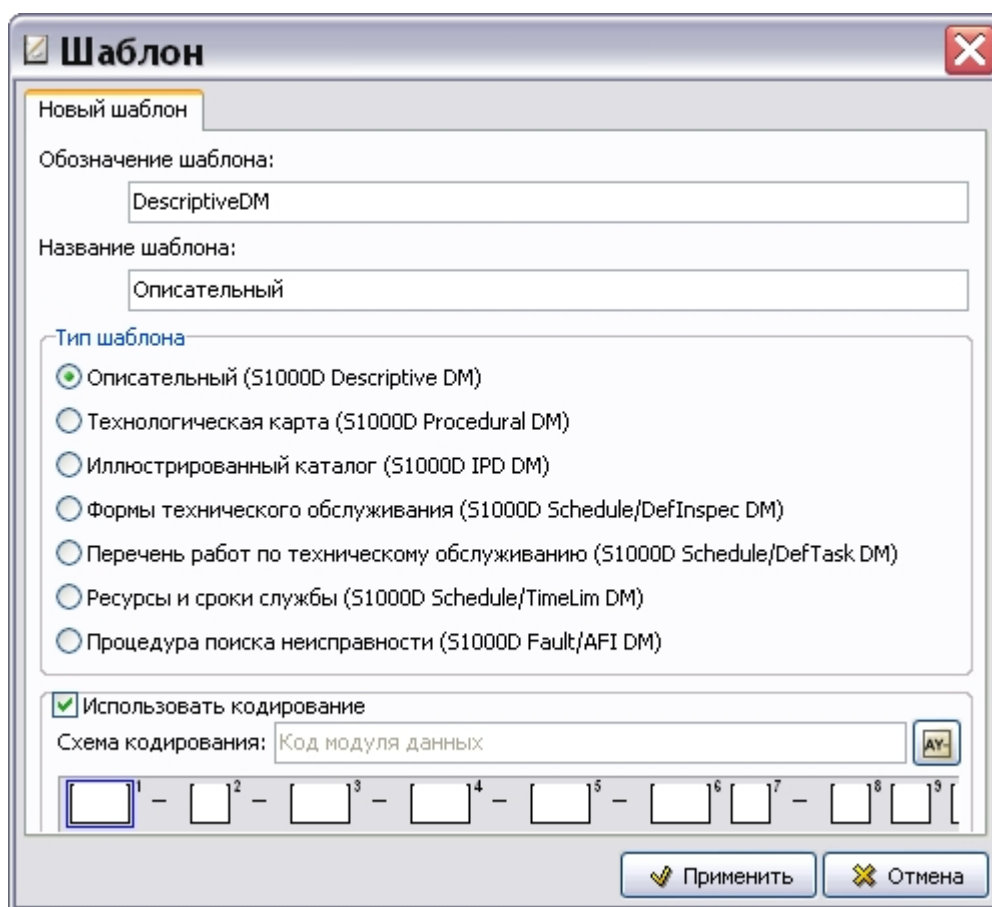 Шаблон
Новый шаблон
Обозначение шаблона:
DescriptiveDM
Название шаблона:
Описательный
Тип шаблона
Описательный (S1000D Descriptive DM)
Технологическая карта (S1000D Procedural DM)
Иллюстрированный каталог (S1000D IPD DM)
Формы технического обслуживания (S1000D Schedule/DefInspec DM)
Перечень работ по техническому обслуживанию (S1000D Schedule/DefTask DM)
Ресурсы и сроки службы (S1000D Schedule/TimeLim DM)
Процедура поиска неисправности (S1000D Fault/AFI DM)
Использовать кодирование
Схема кодирования: Код модуля данных AY-
1 – 2 – 3 – 4 – 5 – 6 7 – 8 9
Применить Отмена